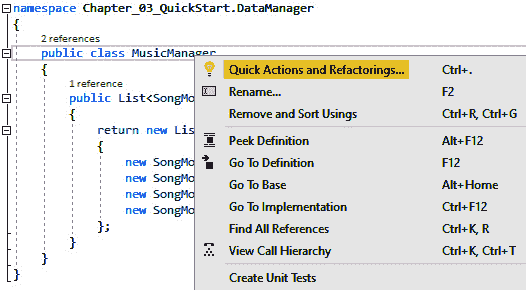 namespace Chapter_03_QuickStart.DataManager
{
2 references
public class MusicManager
{
1 reference
public List<SongMo
{
return new Lis
{
new SongMo
new SongMo
new SongMo
new SongMo
};
}
}
}
Quick Actions and Refactorings... Ctrl+.
Rename... F2
Remove and Sort Usings Ctrl+R, Ctrl+G
Peek Definition Alt+F12
Go To Definition F12
Go To Base Alt+Home
Go To Implementation Ctrl+F12
Find All References Ctrl+K, R
View Call Hierarchy Ctrl+K, Ctrl+T
Create Unit Tests